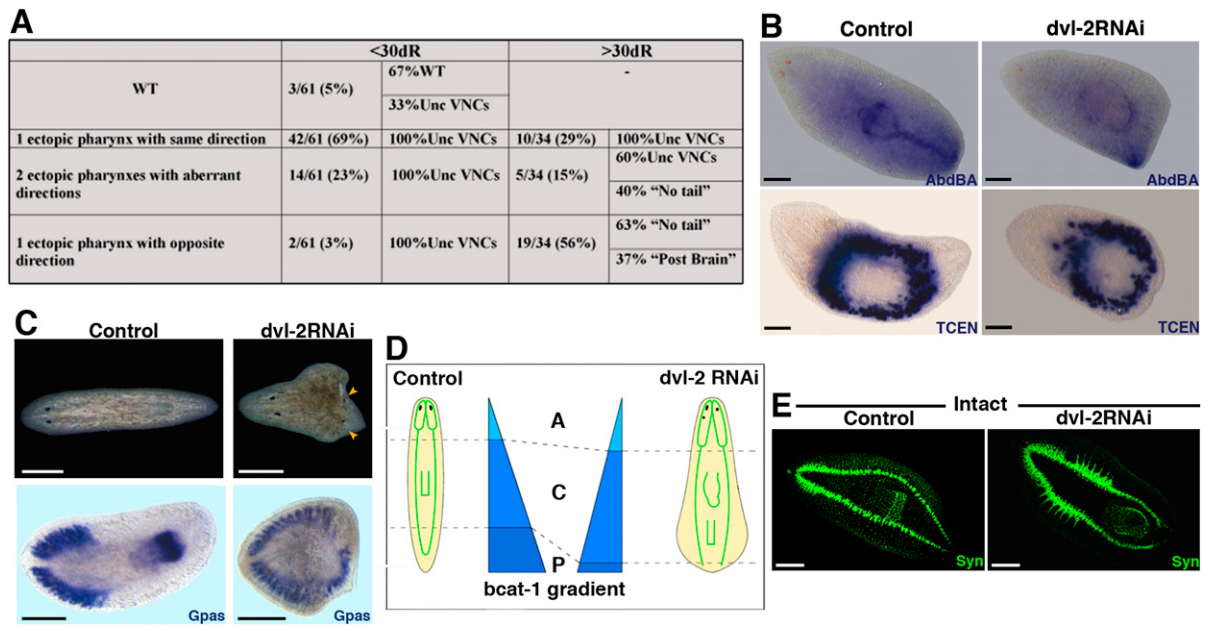 A
<30dR >30dR
WT 3/61 (5%) 67%WT -
33%Unc VNCs
1 ectopic pharynx with same direction 42/61 (69%) 100%Unc VNCs 10/34 (29%) 100%Unc VNCs
2 ectopic pharynxes with aberrant directions 14/61 (23%) 100%Unc VNCs 5/34 (15%) 60%Unc VNCs
40% “No tail”
1 ectopic pharynx with opposite direction 2/61 (3%) 100%Unc VNCs 19/34 (56%) 63% “No tail”
37% “Post Brain”
B
Control dvl-2RNAi
AbdBA AbdBA
TCEN TCEN
C
Control dvl-2RNAi
Gpas Gpas
D
Control dvl-2 RNAi
A
C
P
bcat-1 gradient
E
Intact
Control dvl-2RNAi
Syn Syn